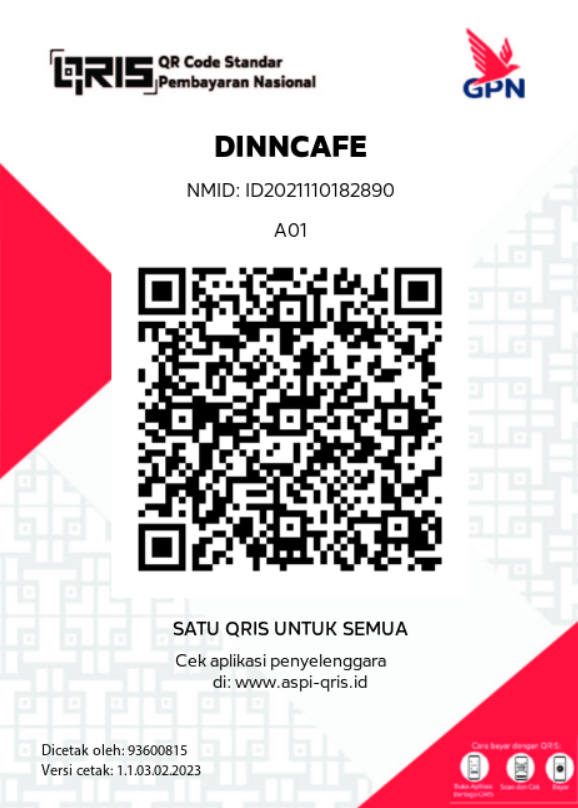 QRIS QR Code Standar
Pembayaran Nasional
GPN
DINNCAFE
NMID: ID2021110182890
A01
SATU QRIS UNTUK SEMUA
Cek aplikasi penyelenggara
di: www.aspi-qris.id
Dicetak oleh: 93600815
Versi cetak: 1.1.03.02.2023
Cara bayar dengan QRIS:
Buka Aplikasi
Scan dan Cek
Bayar